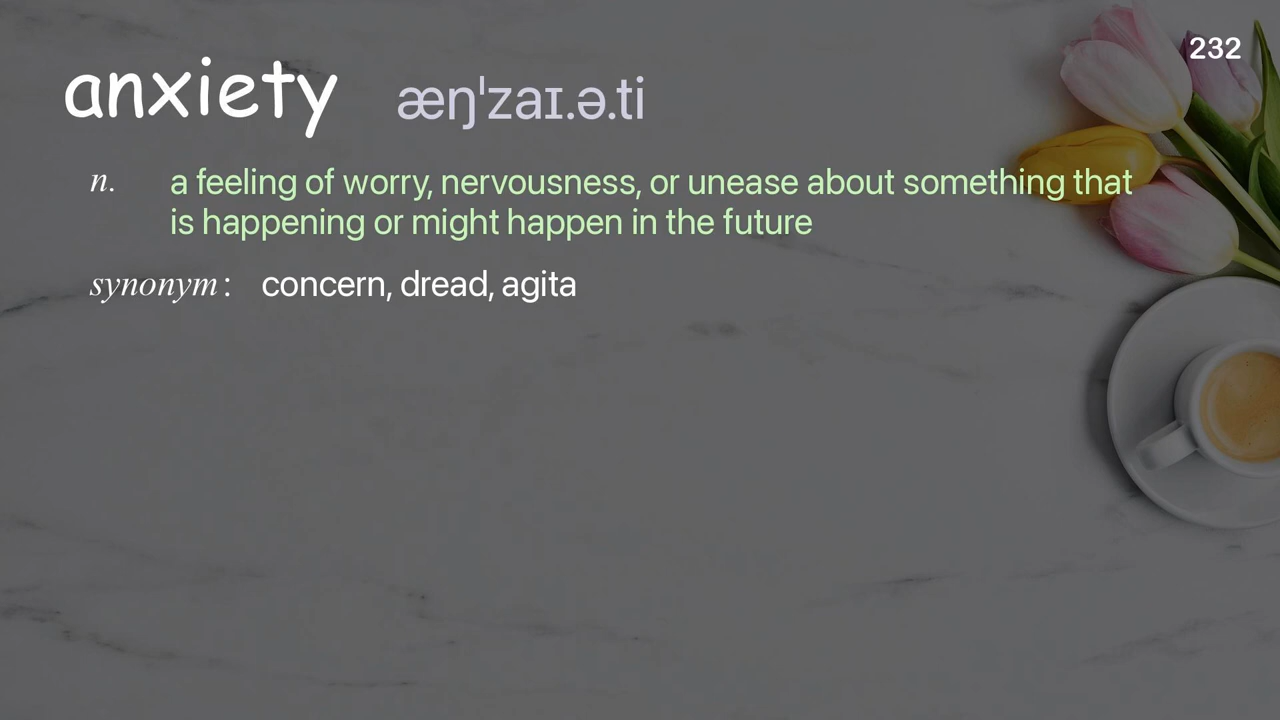 232
anxiety æŋˈzaɪ.ə.ti
n. a feeling of worry, nervousness, or unease about something that
is happening or might happen in the future
synonym: concern, dread, agita